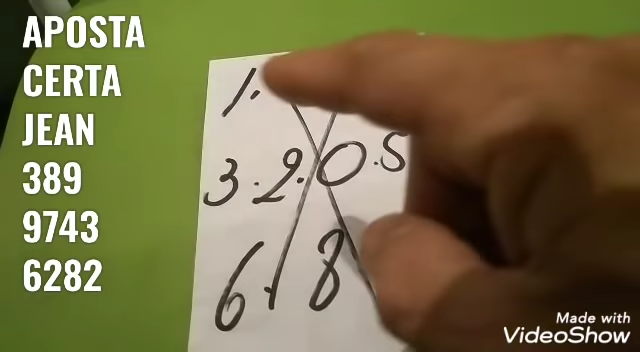 APOSTA
CERTA
JEAN
389
9743
6282
1.
3.2.0.5
6.8
Made with
VideoShow